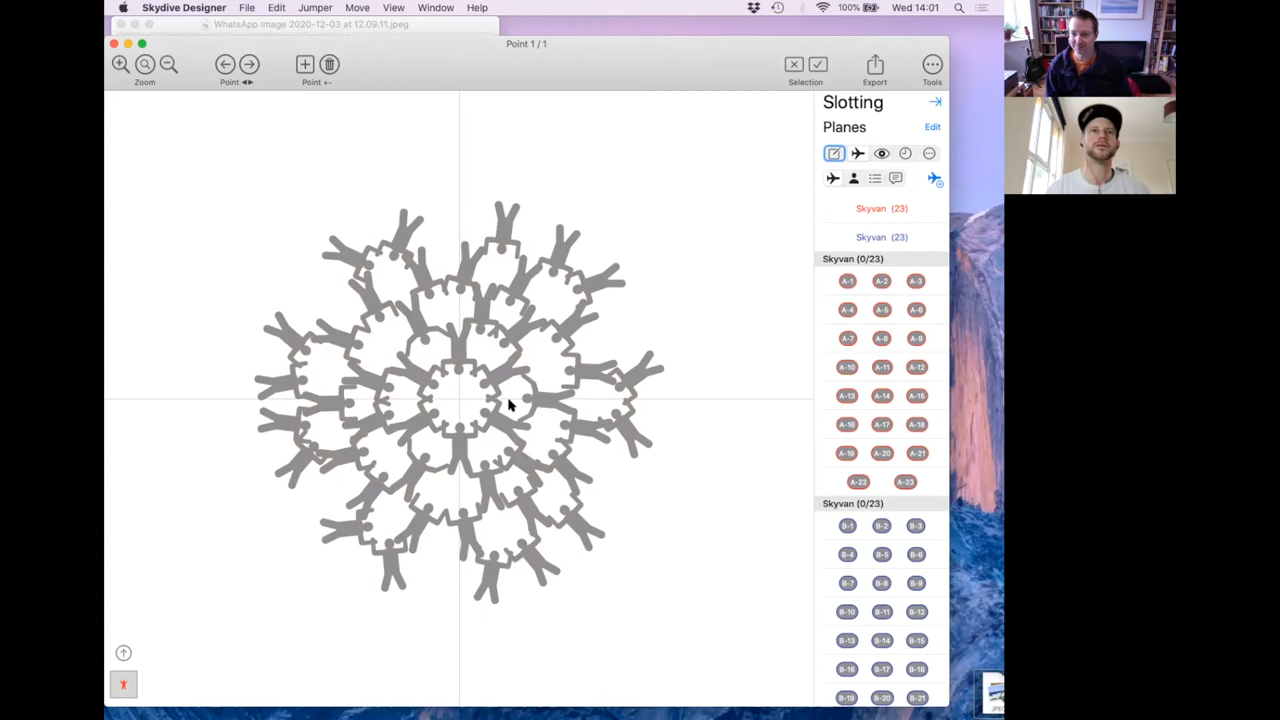 Skydive Designer File Edit Jumper Move View Window Help 100% Wed 14:01
WhatsApp Image 2020-12-03 at 12.09.11.jpeg
Point 1 / 1
Zoom Point Point +- Selection Export Tools
Slotting
Planes Edit
Skyvan (23)
Skyvan (23)
Skyvan (0/23)
A-1 A-2 A-3
A-4 A-5 A-6
A-7 A-8 A-9
A-10 A-11 A-12
A-13 A-14 A-15
A-16 A-17 A-18
A-19 A-20 A-21
A-22 A-23
Skyvan (0/23)
B-1 B-2 B-3
B-4 B-5 B-6
B-7 B-8 B-9
B-10 B-11 B-12
B-13 B-14 B-15
B-16 B-17 B-18
B-19 B-20 B-21
JPEG